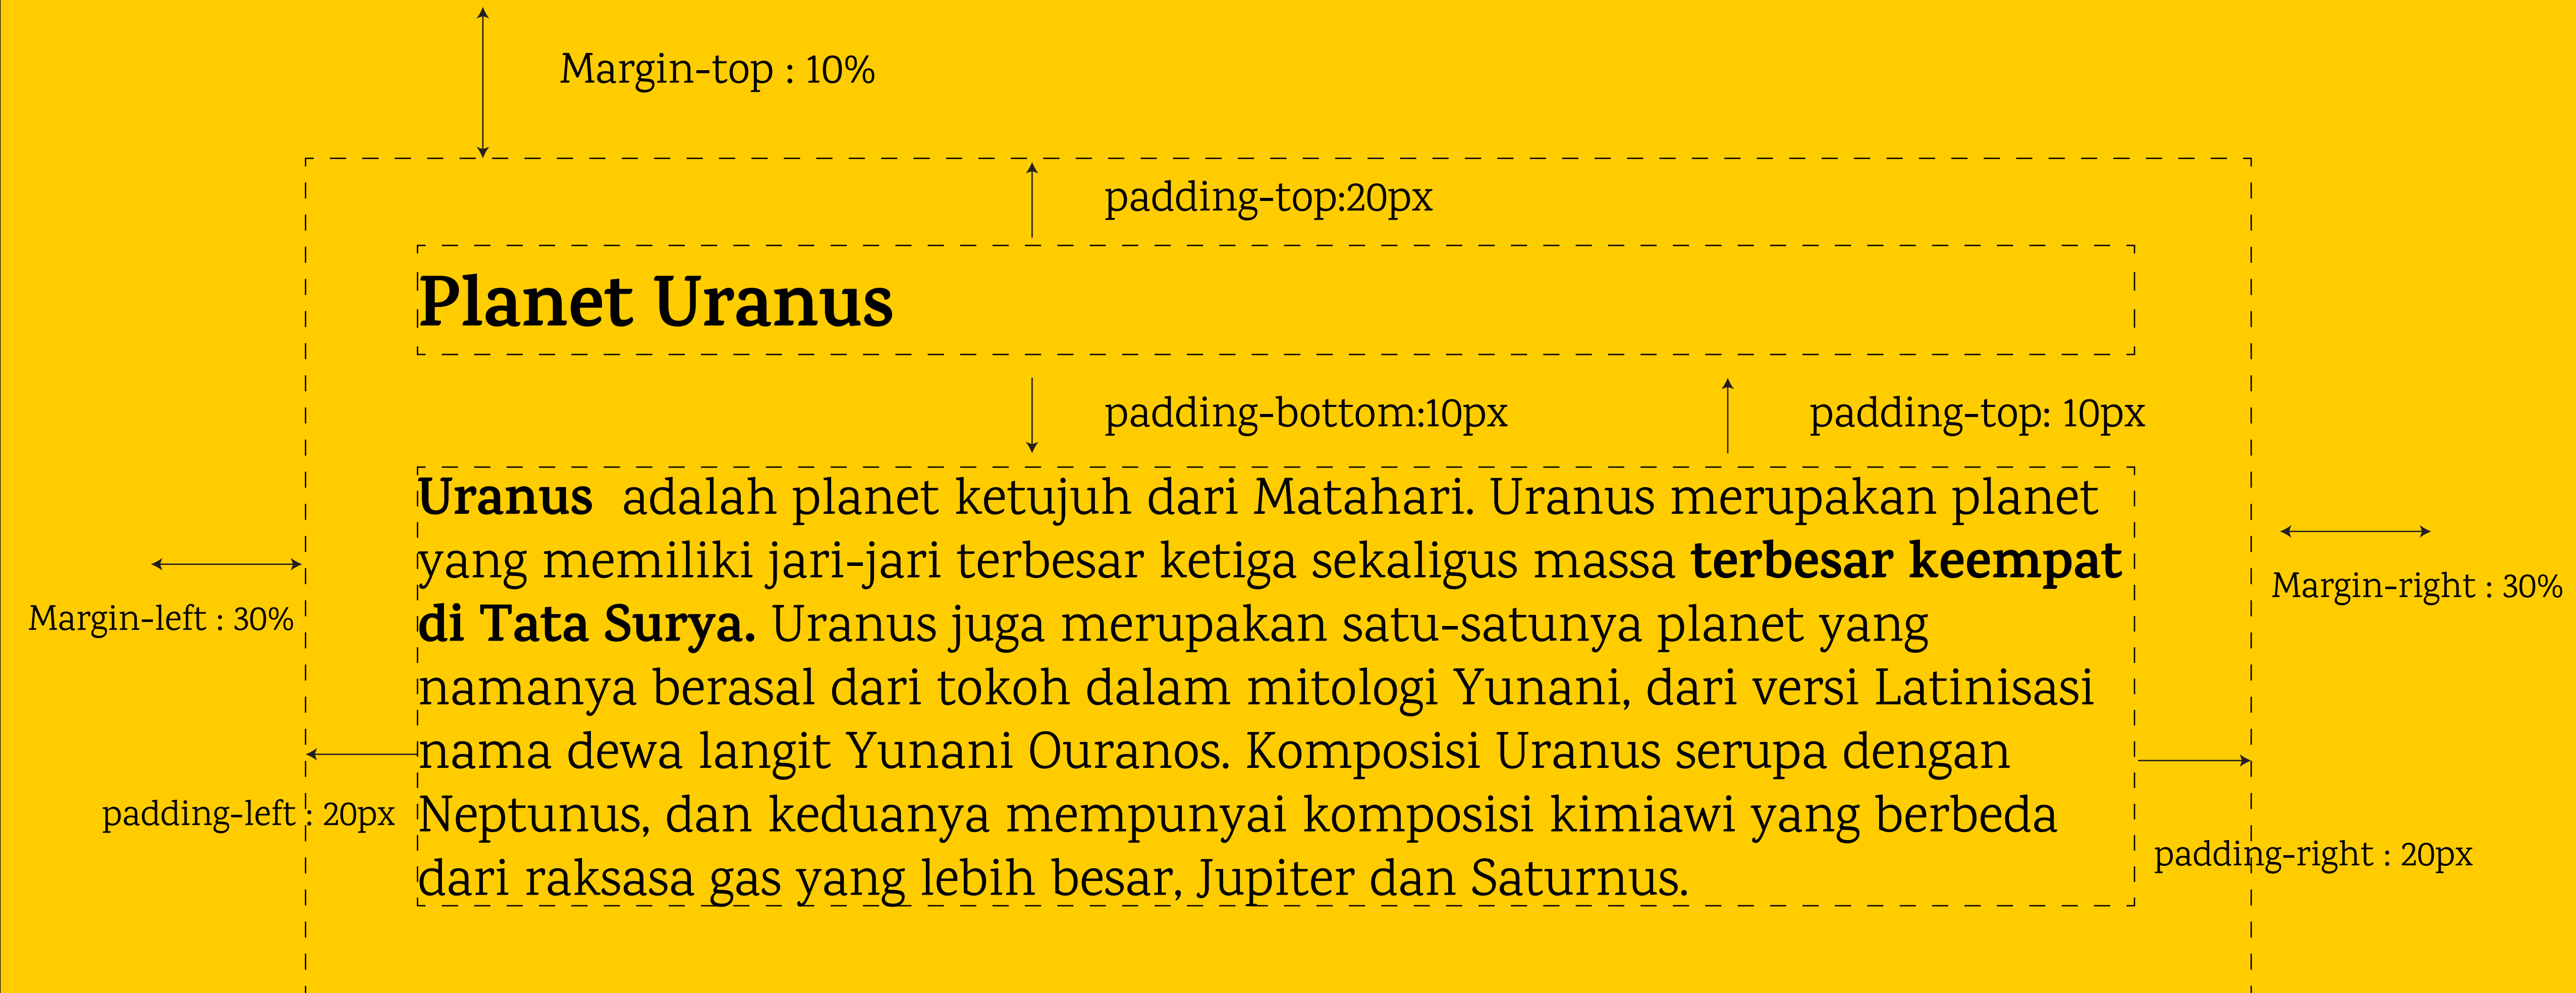 Margin-top : 10%
padding-top:20px
Planet Uranus
padding-bottom:10px
padding-top: 10px
Uranus  adalah planet ketujuh dari Matahari. Uranus merupakan planet
yang memiliki jari-jari terbesar ketiga sekaligus massa terbesar keempat
di Tata Surya. Uranus juga merupakan satu-satunya planet yang
namanya berasal dari tokoh dalam mitologi Yunani, dari versi Latinisasi
nama dewa langit Yunani Ouranos. Komposisi Uranus serupa dengan
Neptunus, dan keduanya mempunyai komposisi kimiawi yang berbeda
dari raksasa gas yang lebih besar, Jupiter dan Saturnus.
Margin-left : 30%
Margin-right : 30%
padding-left : 20px
padding-right : 20px